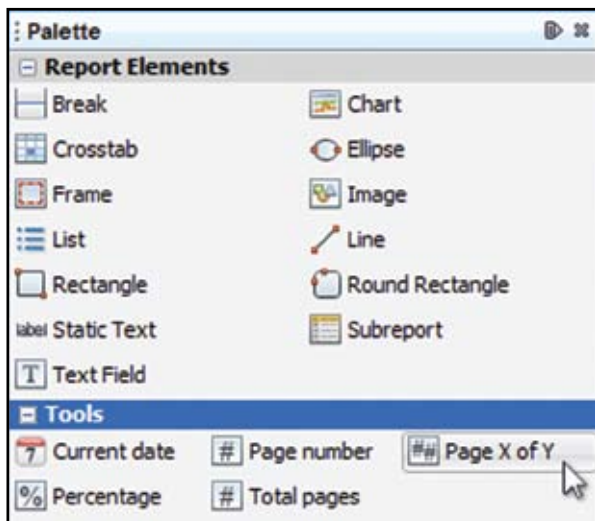 Palette
Report Elements
Break Chart
Crosstab Ellipse
Frame Image
List Line
Rectangle Round Rectangle
label Static Text Subreport
T Text Field
Tools
7 Current date # Page number ## Page X of Y
% Percentage # Total pages